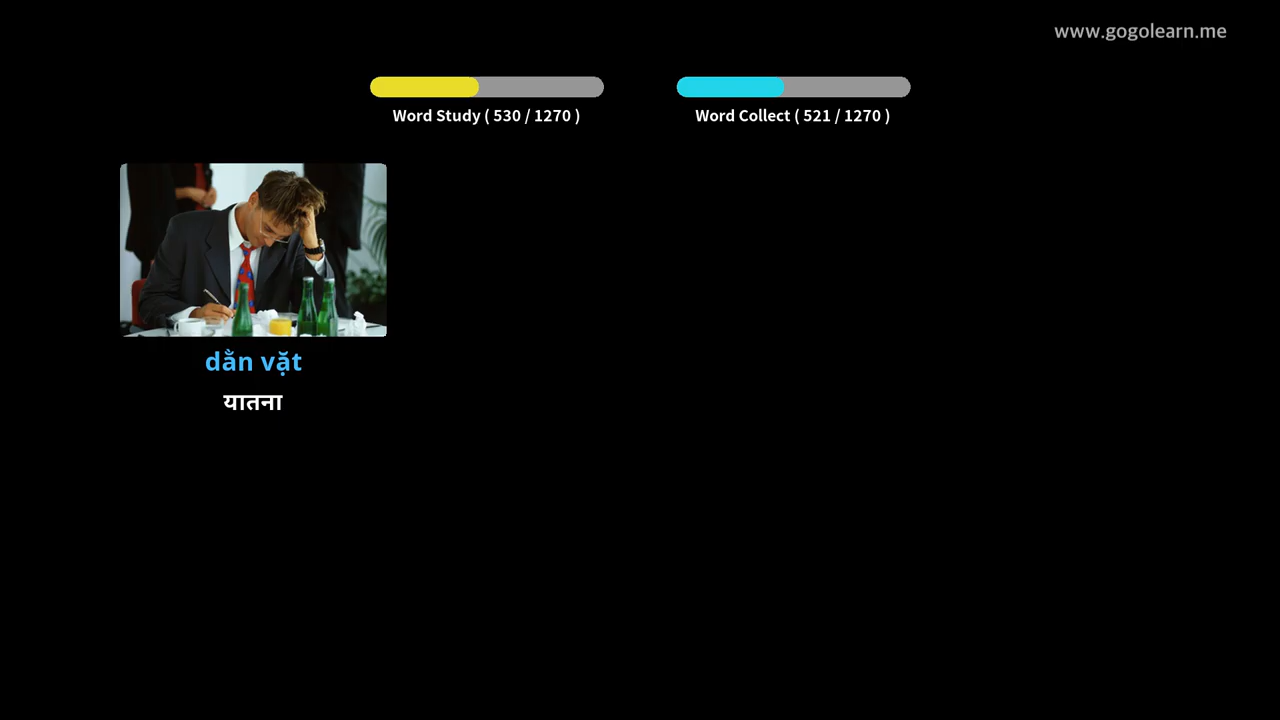 www.gogolearn.me
Word Study ( 530 / 1270 )
Word Collect ( 521 / 1270 )
dằn vặt
यातना